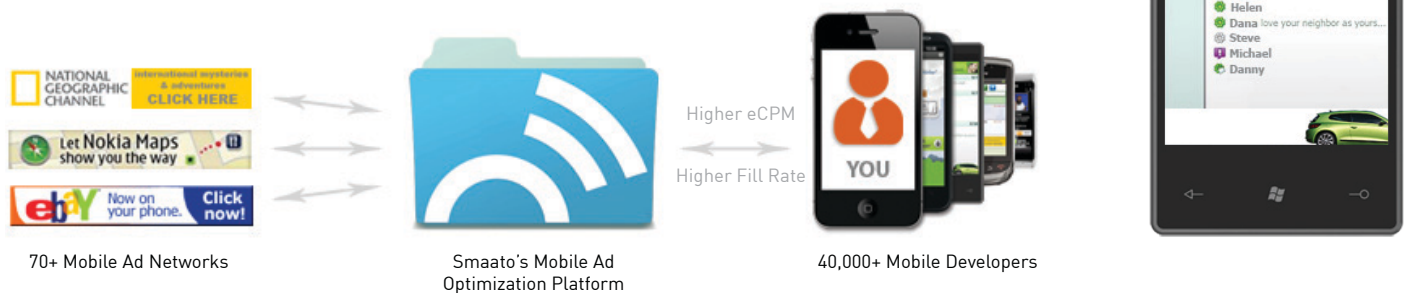 NATIONAL
GEOGRAPHIC
CHANNEL
international mysteries
& adventures
CLICK HERE
Let Nokia Maps
show you the way
ebay
Now on
your phone.
Click
now!
70+ Mobile Ad Networks
Smaato's Mobile Ad
Optimization Platform
Higher eCPM
Higher Fill Rate
YOU
40,000+ Mobile Developers
Helen
Dana love your neighbor as yours...
Steve
Michael
Danny